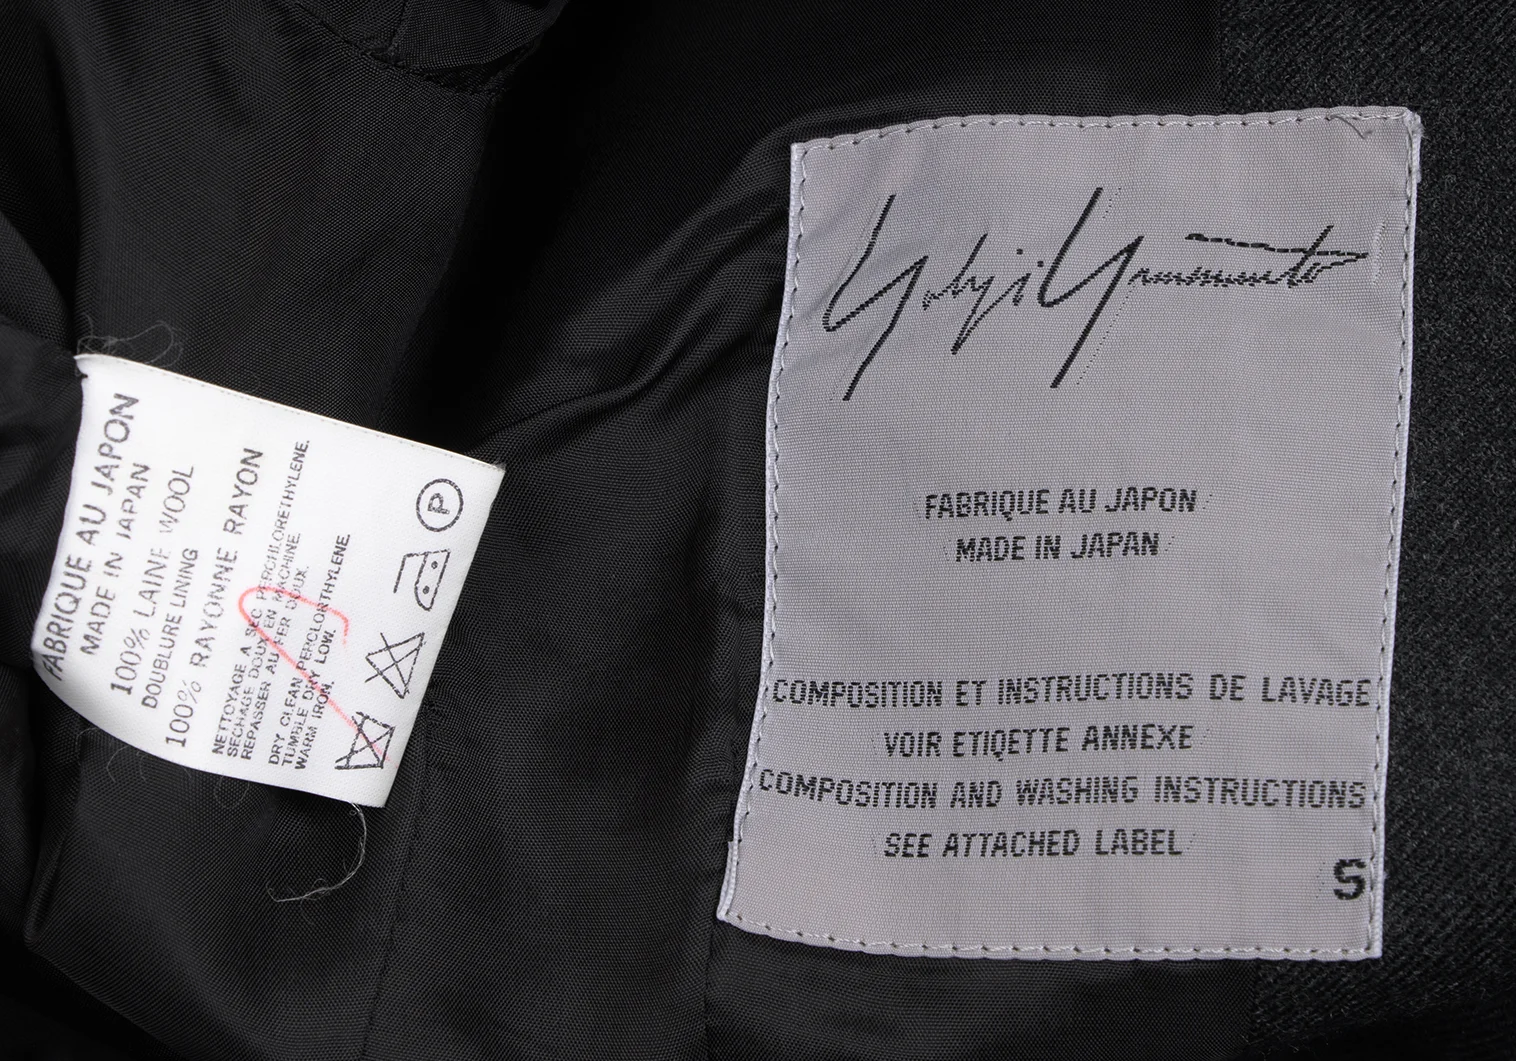 FABRIQUE AU JAPON
MADE IN JAPAN
100% LAINE WOOL
DOUBLURE LINING
100% RAYONNE RAYON
NETTOYAGE A SEC PERCHLORETHYLENE.
SECHAGE DOUX EN MACHINE.
REPASSER AU FER DOUX.
DRY CLEAN PERCLORTHYLENE.
TUMBLE DRY LOW.
WARM IRON.
P
Yohji Yamamoto
FABRIQUE AU JAPON
MADE IN JAPAN
COMPOSITION ET INSTRUCTIONS DE LAVAGE
VOIR ETIQETTE ANNEXE
COMPOSITION AND WASHING INSTRUCTIONS
SEE ATTACHED LABEL
S